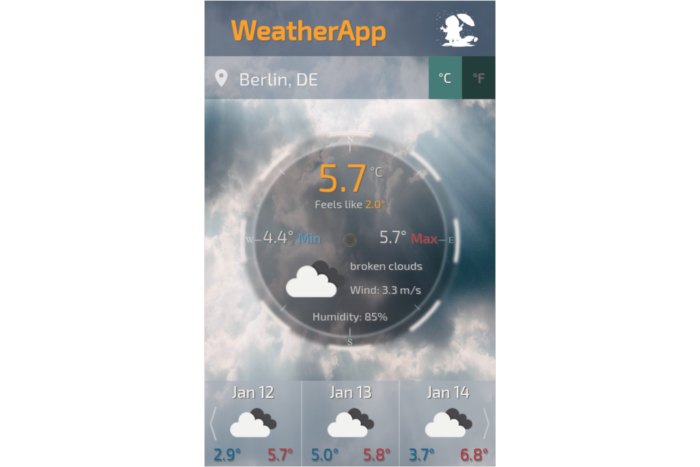 WeatherApp
Berlin, DE
°C °F
N
5.7 °C
Feels like 2.0°
W 4.4° Min 5.7° Max E
broken clouds
Wind: 3.3 m/s
Humidity: 85%
S
Jan 12 Jan 13 Jan 14
2.9° 5.7° 5.0° 5.8° 3.7° 6.8°